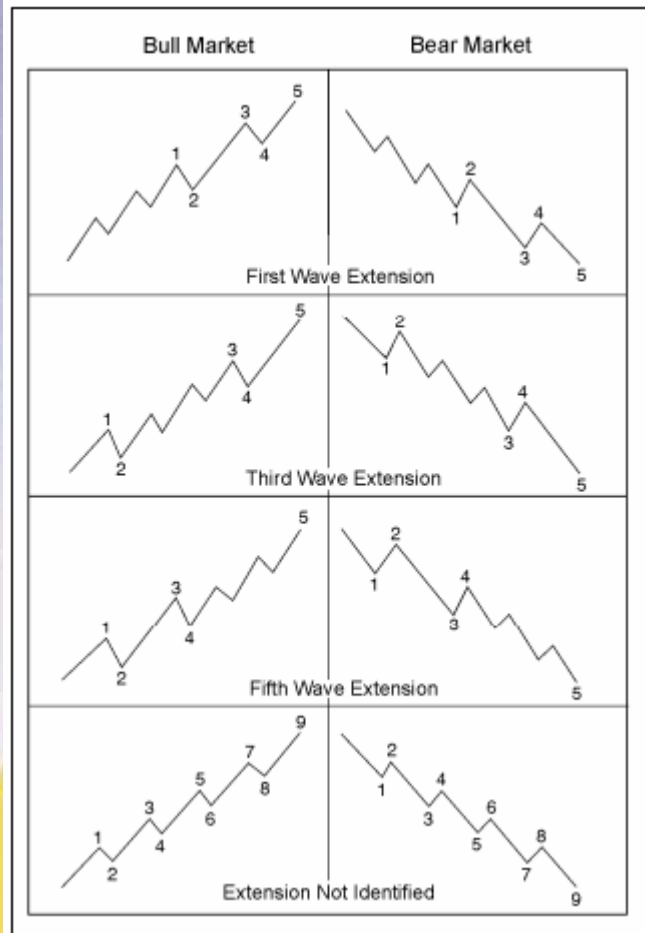 Bull Market Bear Market
1 2 3 4 5
1 2 3 4 5
First Wave Extension
1 2 3 4 5
1 2 3 4 5
Third Wave Extension
1 2 3 4 5
1 2 3 4 5
Fifth Wave Extension
1 2 3 4 5 6 7 8 9
1 2 3 4 5 6 7 8 9
Extension Not Identified